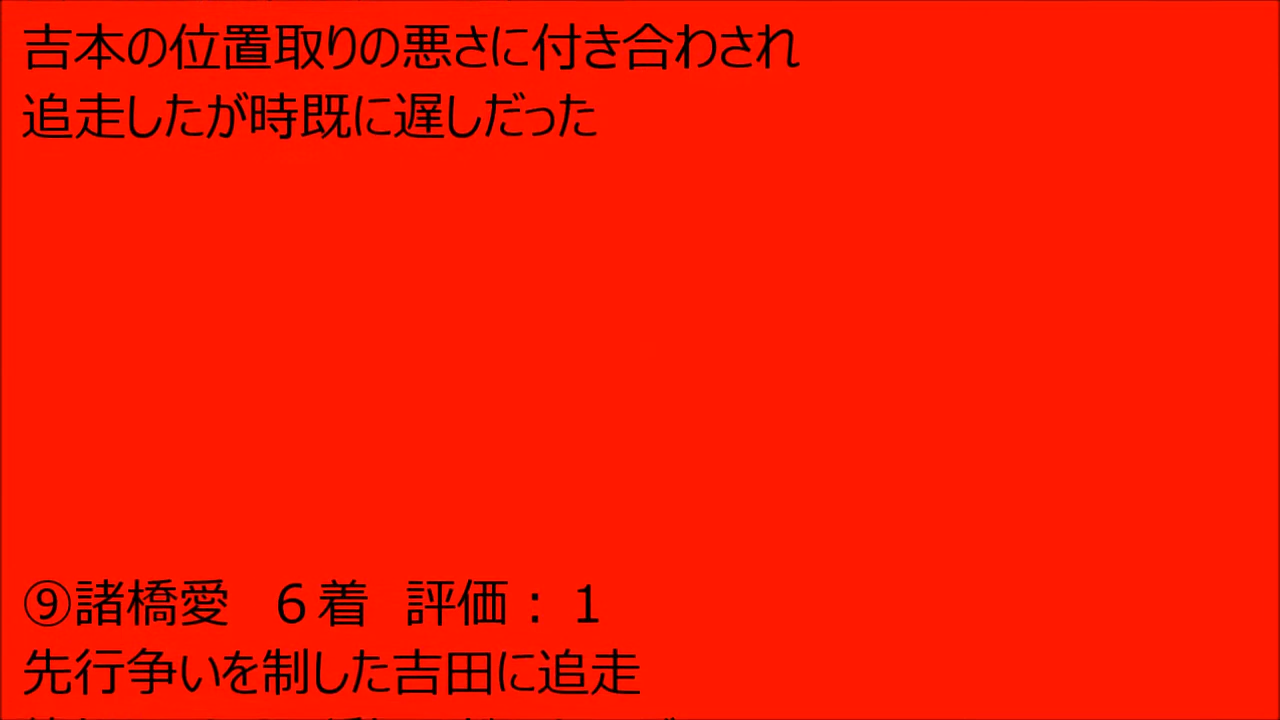 吉本の位置取りの悪さに付き合わされ
追走したが時既に遅しだった
⑨諸橋愛　６着　評価：１
先行争いを制した吉田に追走